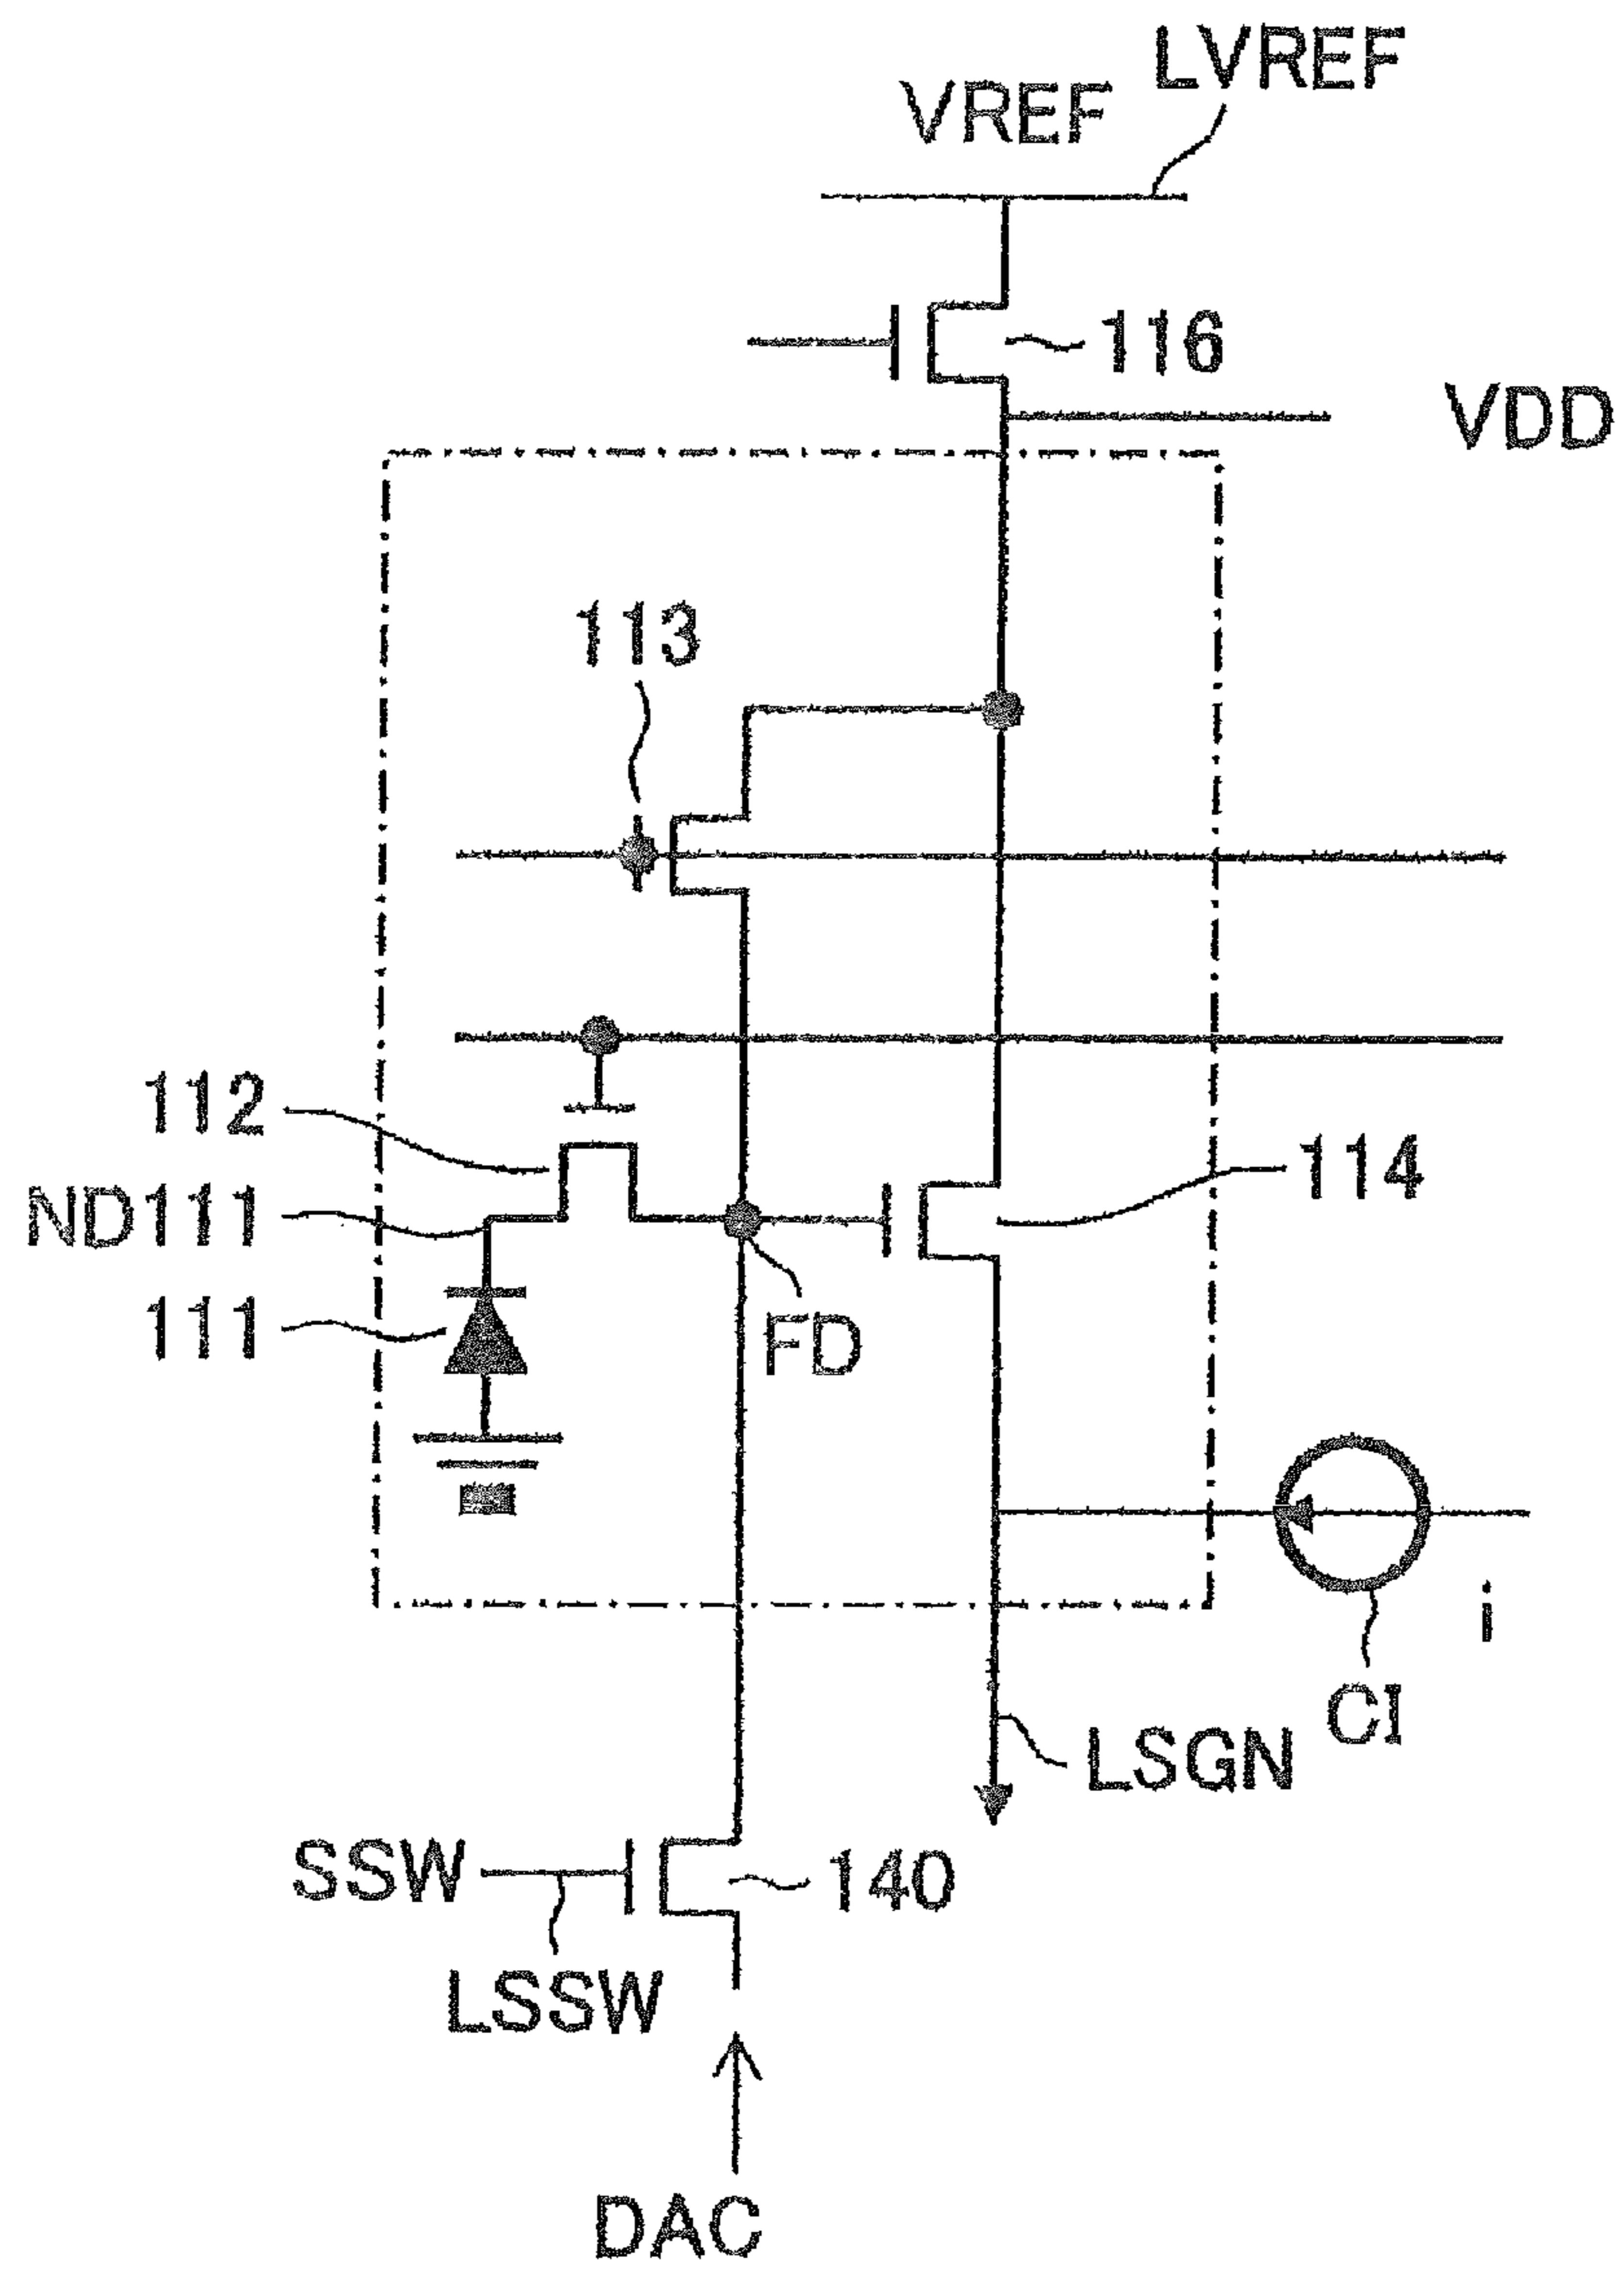 LVREF
VREF
116
VDD
113
112
114
ND111
111
FD
i
CI
LSGN
SSW
140
LSSW
DAC